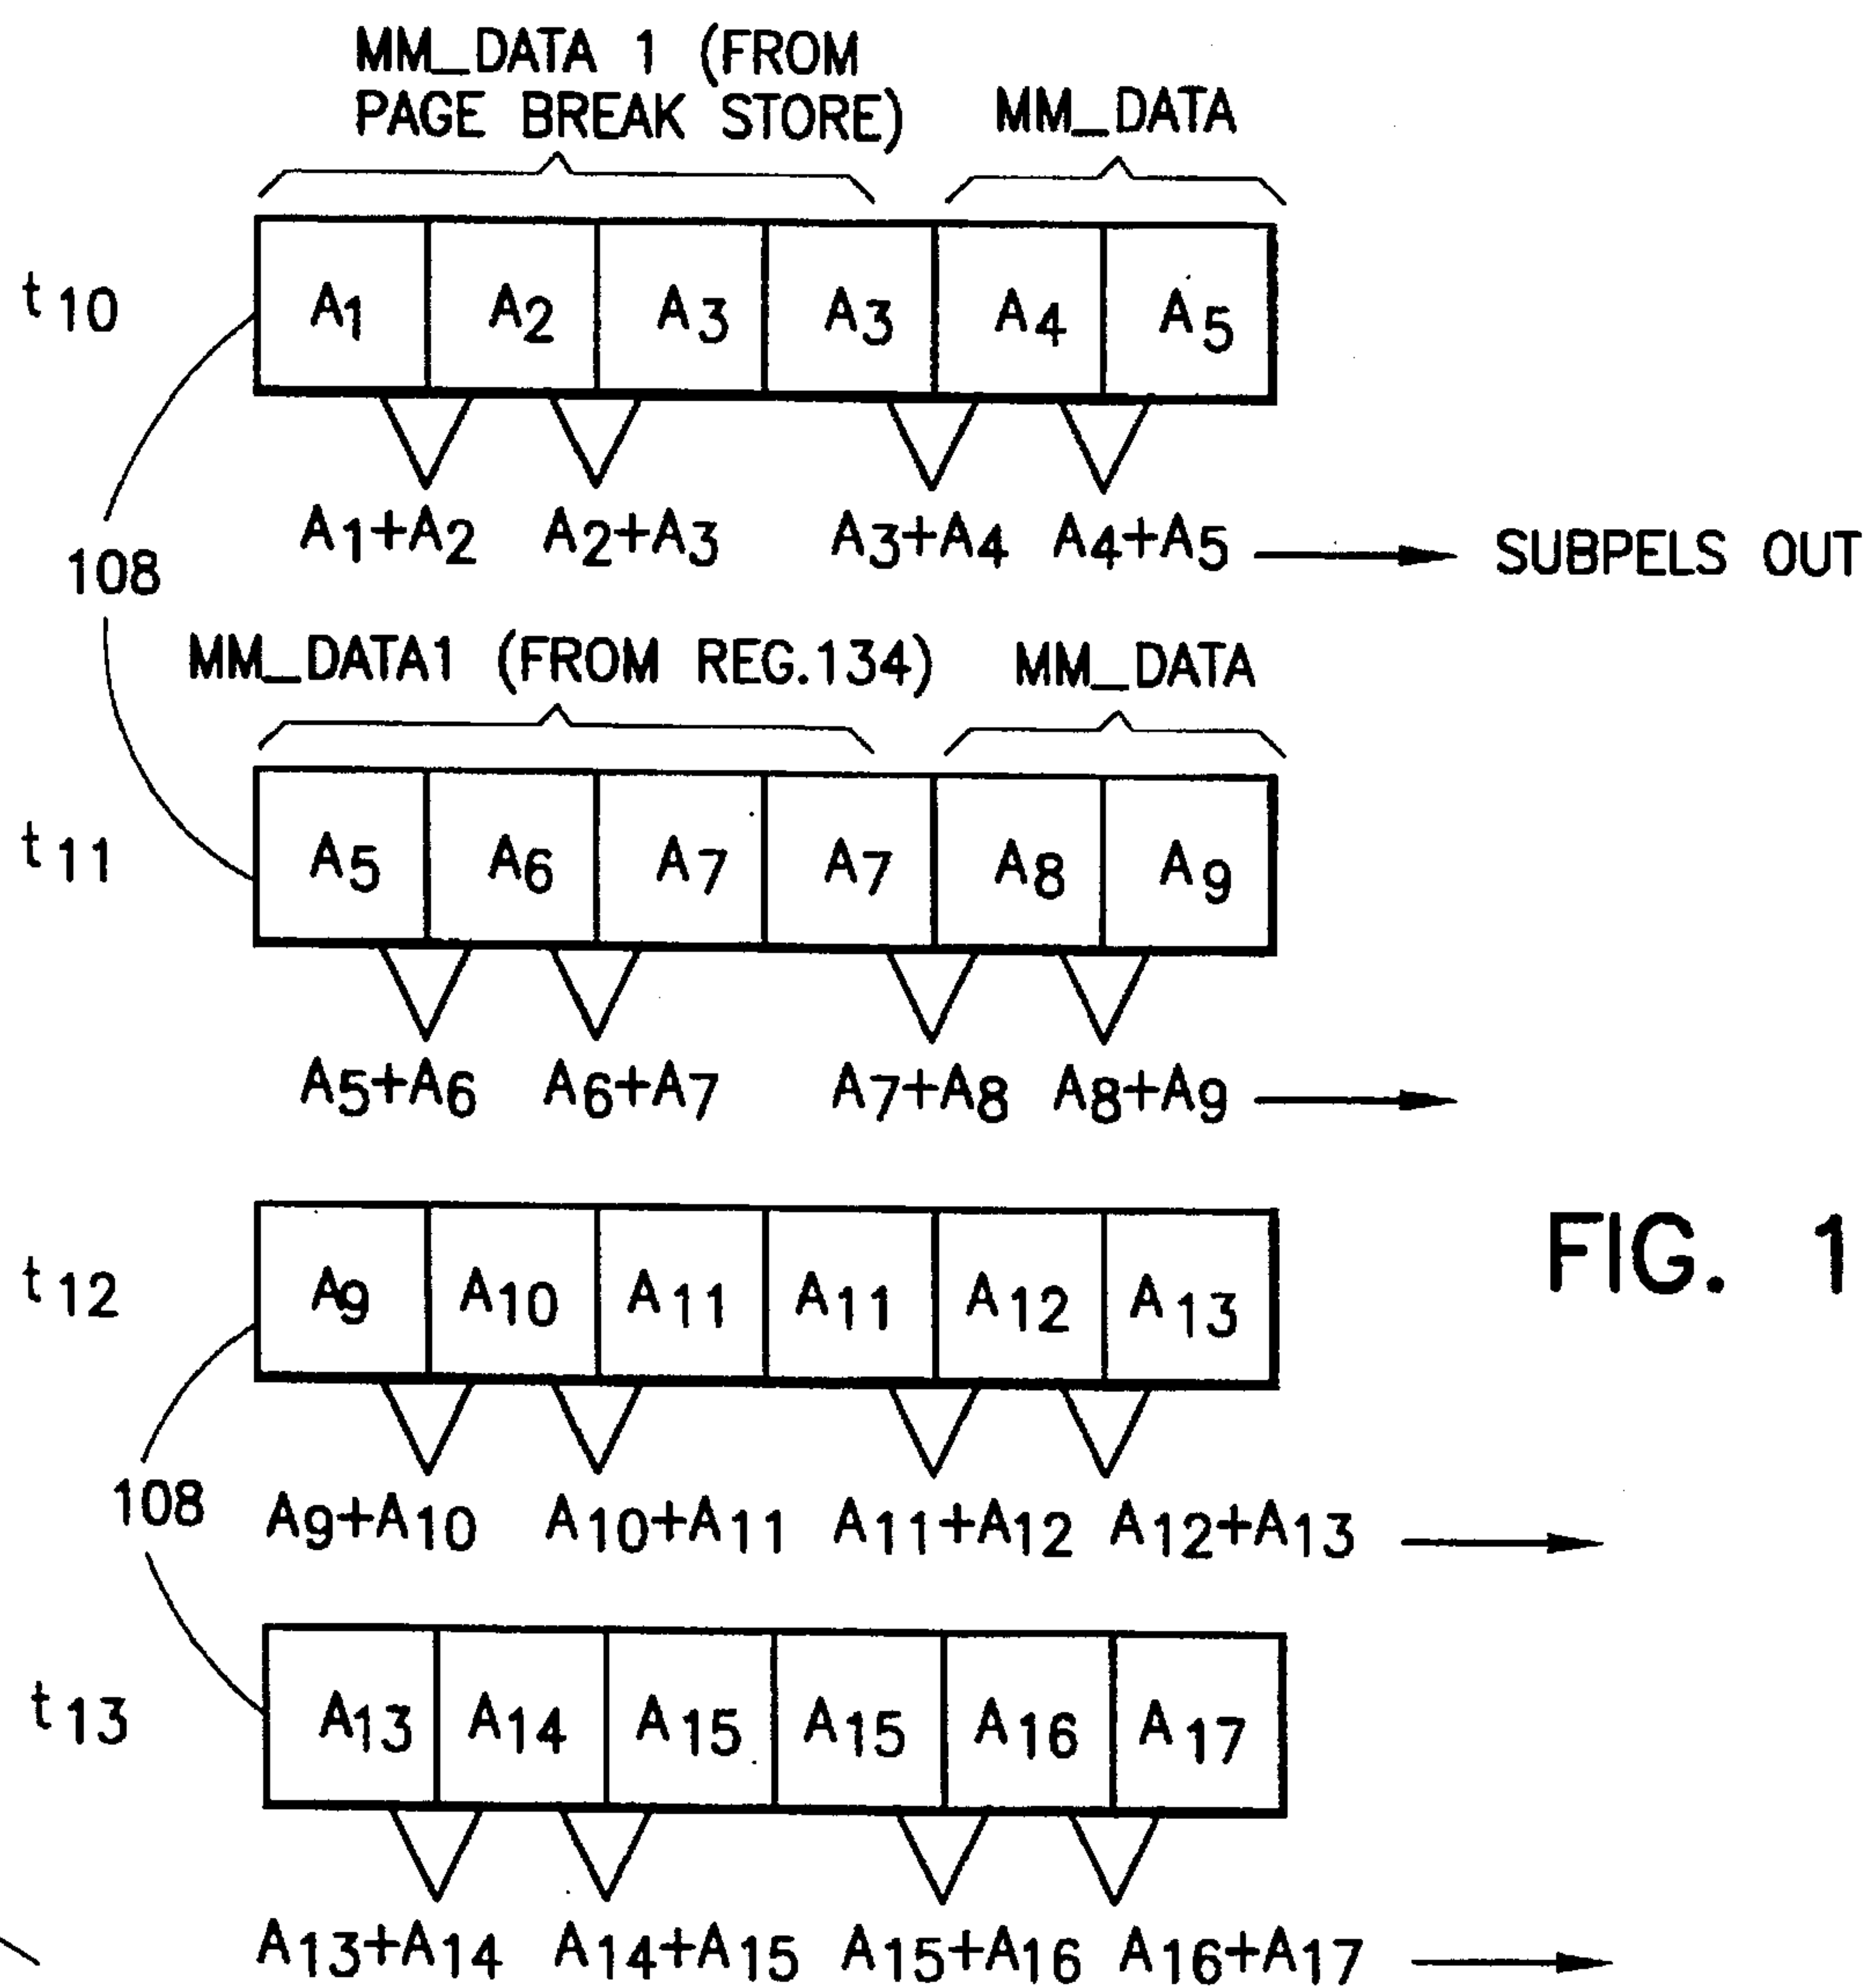 MM_DATA 1 (FROM
PAGE BREAK STORE)
MM_DATA
t10
A1 A2 A3 A3 A4 A5
A1+A2 A2+A3 A3+A4 A4+A5
SUBPELS OUT
108
MM_DATA1 (FROM REG.134)
MM_DATA
t11
A5 A6 A7 A7 A8 A9
A5+A6 A6+A7 A7+A8 A8+A9
t12
A9 A10 A11 A11 A12 A13
FIG. 1
108
A9+A10 A10+A11 A11+A12 A12+A13
t13
A13 A14 A15 A15 A16 A17
A13+A14 A14+A15 A15+A16 A16+A17